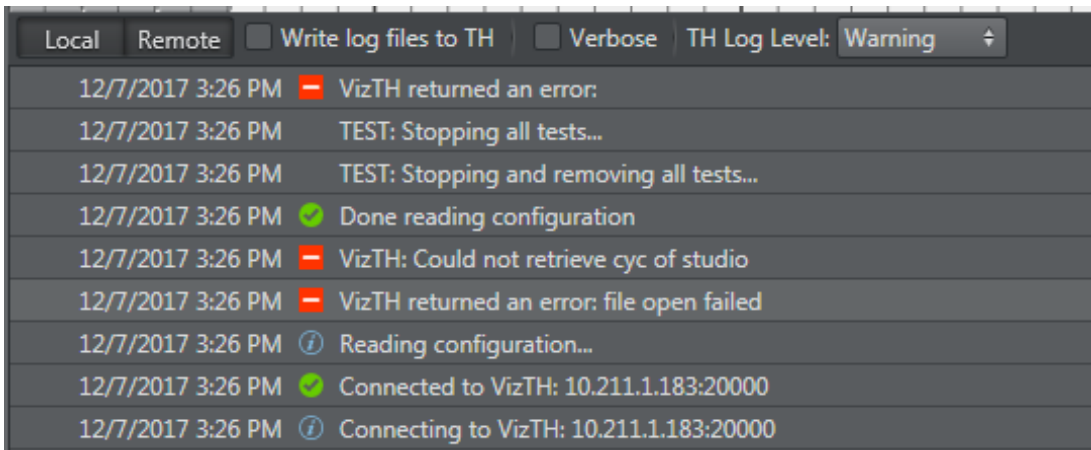 Local Remote Write log files to TH Verbose TH Log Level: Warning
12/7/2017 3:26 PM VizTH returned an error:
12/7/2017 3:26 PM TEST: Stopping all tests...
12/7/2017 3:26 PM TEST: Stopping and removing all tests...
12/7/2017 3:26 PM Done reading configuration
12/7/2017 3:26 PM VizTH: Could not retrieve cyc of studio
12/7/2017 3:26 PM VizTH returned an error: file open failed
12/7/2017 3:26 PM Reading configuration...
12/7/2017 3:26 PM Connected to VizTH: 10.211.1.183:20000
12/7/2017 3:26 PM Connecting to VizTH: 10.211.1.183:20000